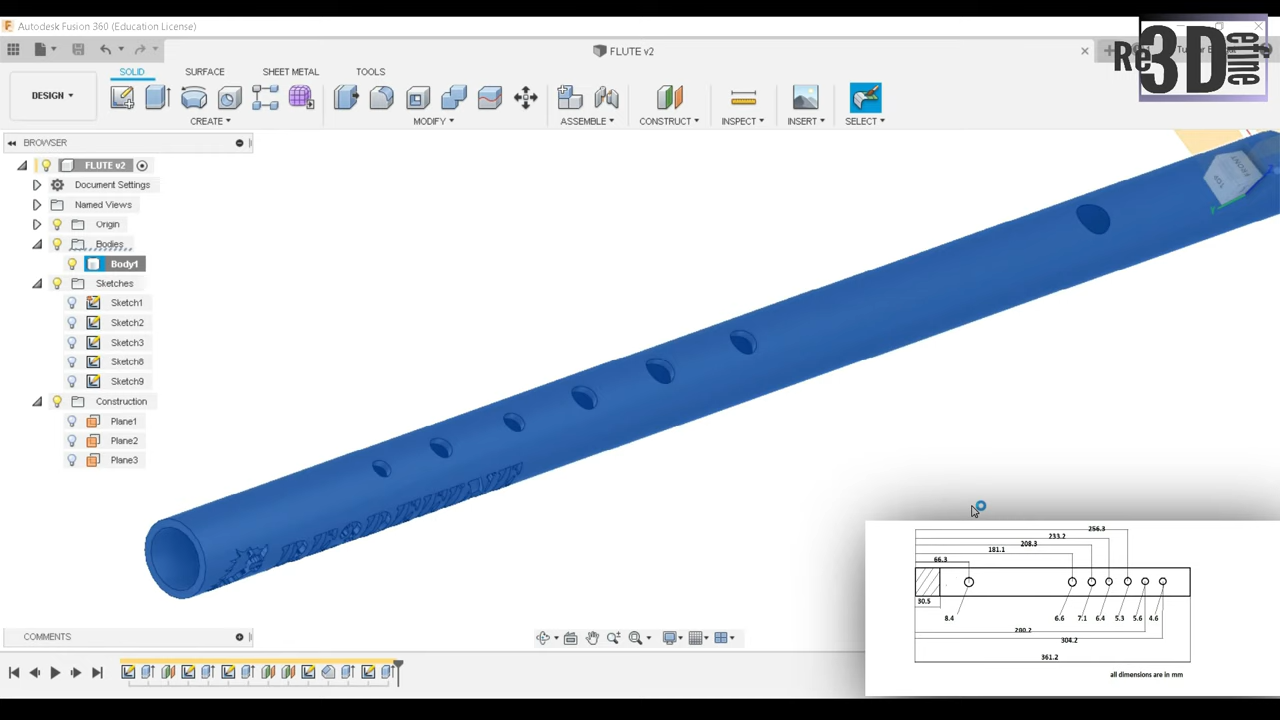 Autodesk Fusion 360 (Education License)
FLUTE v2
Re3Define
SOLID SURFACE SHEET METAL TOOLS
DESIGN
CREATE MODIFY ASSEMBLE CONSTRUCT INSPECT INSERT SELECT
BROWSER
FLUTE v2
Document Settings
Named Views
Origin
Bodies
Body1
Sketches
Sketch1
Sketch2
Sketch3
Sketch8
Sketch9
Construction
Plane1
Plane2
Plane3
TOP FRONT
COMMENTS
256.3
233.2
208.3
181.1
66.3
30.5
8.4 6.6 7.1 6.4 5.3 5.6 4.6
304.2
361.2
all dimensions are in mm